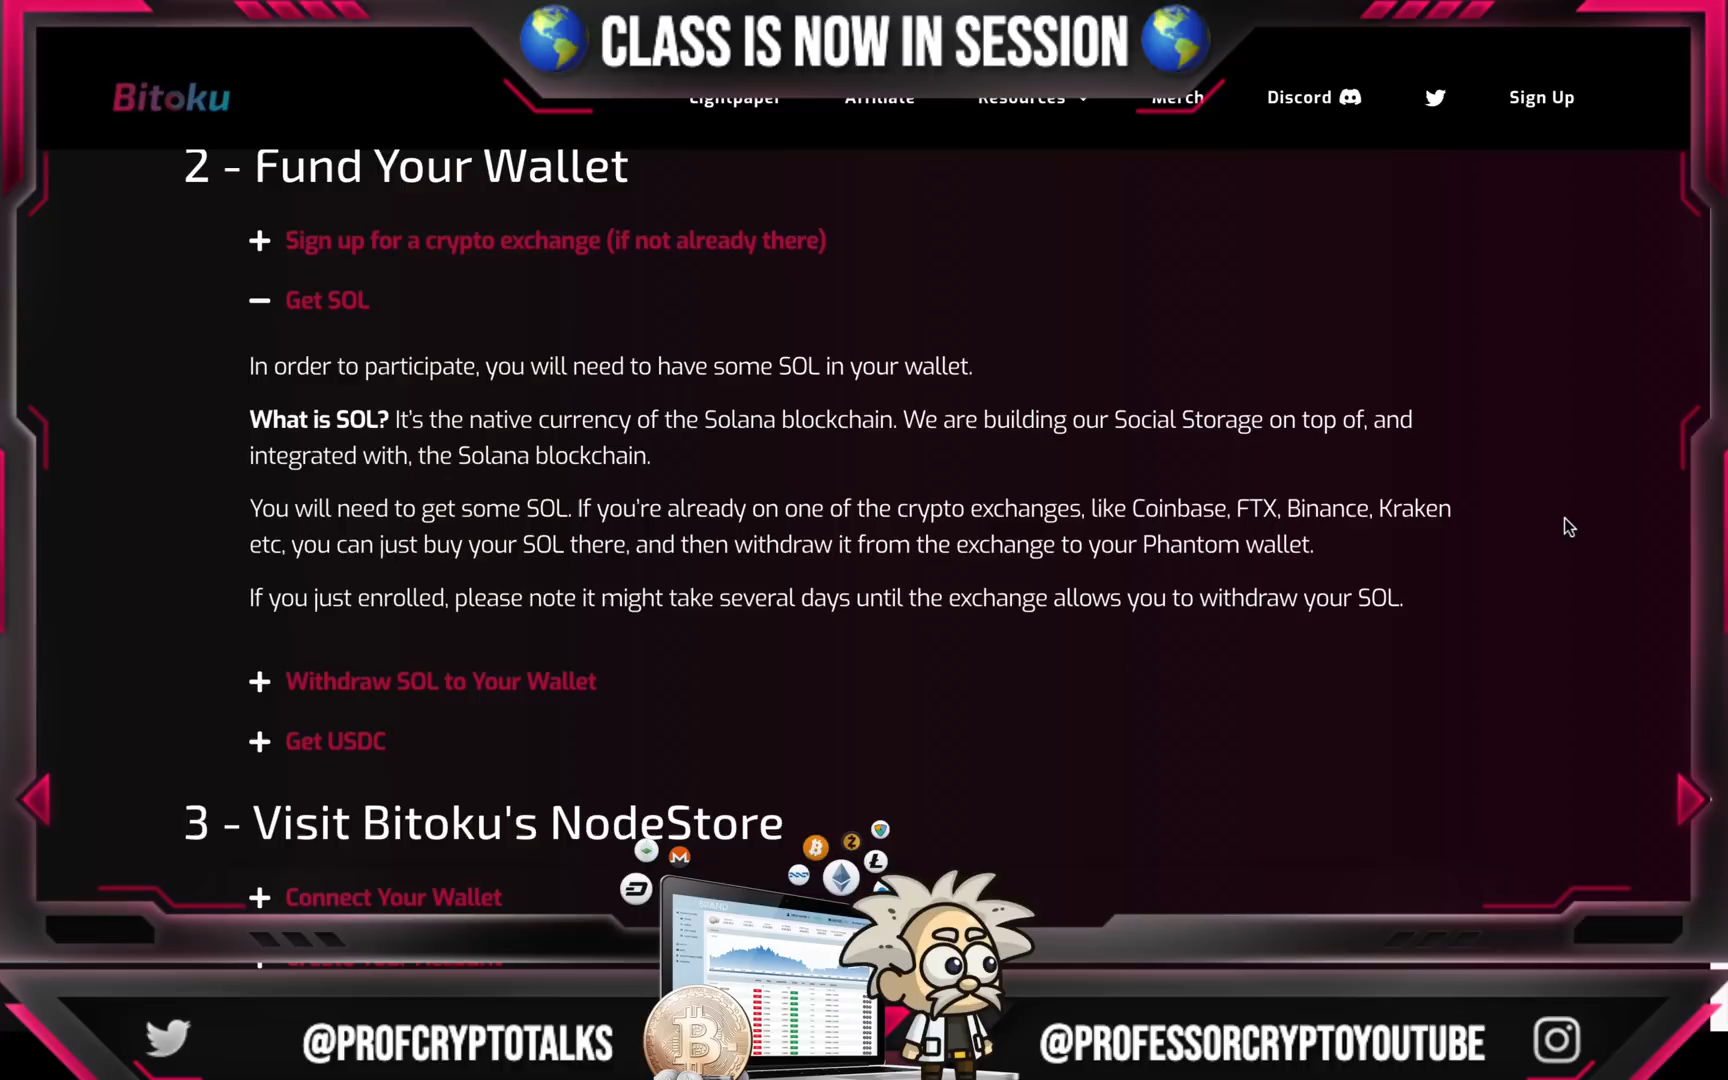 CLASS IS NOW IN SESSION
Bitoku
Lightpaper
Affiliate
Resources
Merch
Discord
Sign Up
2 - Fund Your Wallet
+ Sign up for a crypto exchange (if not already there)
− Get SOL
In order to participate, you will need to have some SOL in your wallet.
What is SOL? It's the native currency of the Solana blockchain. We are building our Social Storage on top of, and
integrated with, the Solana blockchain.
You will need to get some SOL. If you're already on one of the crypto exchanges, like Coinbase, FTX, Binance, Kraken
etc, you can just buy your SOL there, and then withdraw it from the exchange to your Phantom wallet.
If you just enrolled, please note it might take several days until the exchange allows you to withdraw your SOL.
+ Withdraw SOL to Your Wallet
+ Get USDC
3 - Visit Bitoku's NodeStore
+ Connect Your Wallet
@PROFCRYPTOTALKS
@PROFESSORCRYPTOYOUTUBE